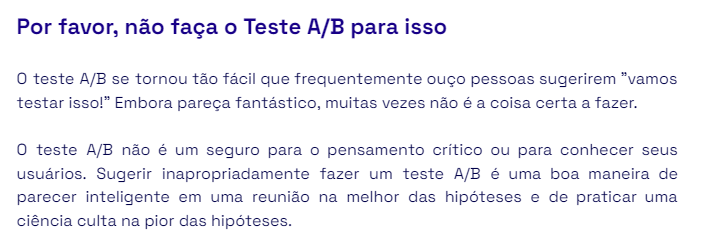 Por favor, não faça o Teste A/B para isso
O teste A/B se tornou tão fácil que frequentemente ouço pessoas sugerirem ”vamos
testar isso!” Embora pareça fantástico, muitas vezes não é a coisa certa a fazer.
O teste A/B não é um seguro para o pensamento crítico ou para conhecer seus
usuários. Sugerir inapropriadamente fazer um teste A/B é uma boa maneira de
parecer inteligente em uma reunião na melhor das hipóteses e de praticar uma
ciência culta na pior das hipóteses.